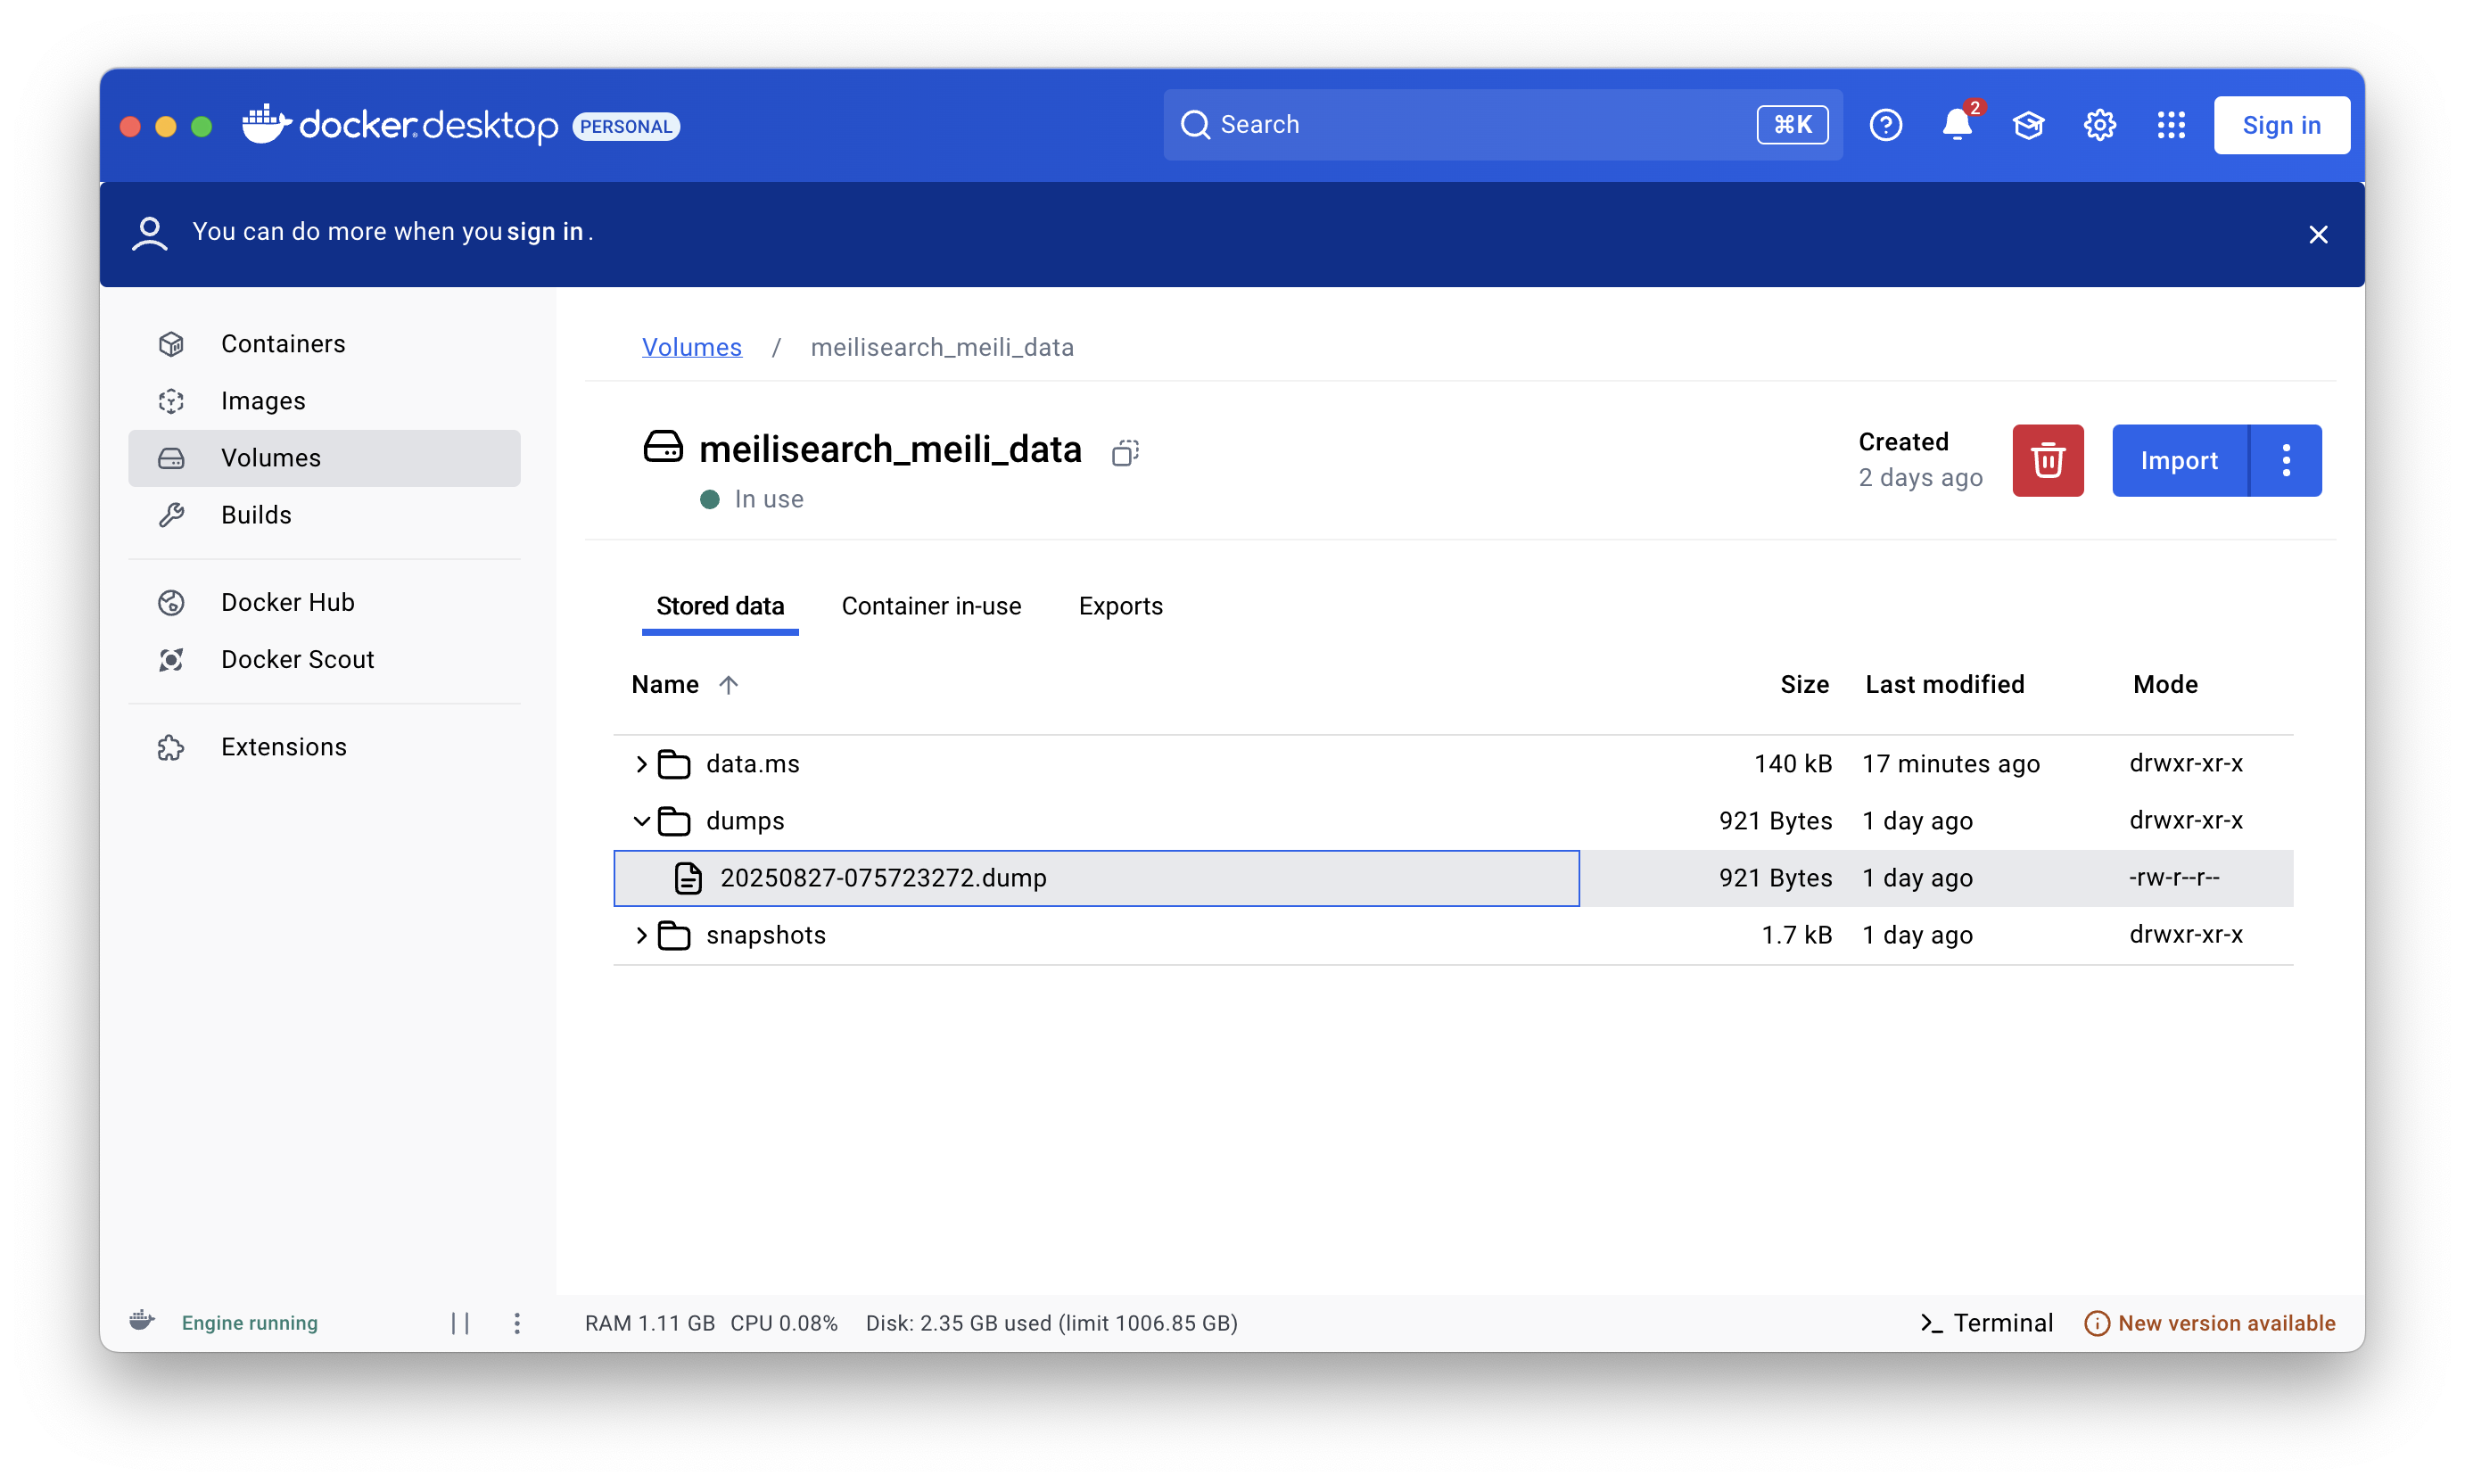 docker desktop PERSONAL
Search
⌘K
2
Sign in
You can do more when you sign in.
Containers
Images
Volumes
Builds
Docker Hub
Docker Scout
Extensions
Volumes / meilisearch_meili_data
meilisearch_meili_data
In use
Created
2 days ago
Import
Stored data Container in-use Exports
Name Size Last modified Mode
data.ms 140 kB 17 minutes ago drwxr-xr-x
dumps 921 Bytes 1 day ago drwxr-xr-x
20250827-075723272.dump 921 Bytes 1 day ago -rw-r--r--
snapshots 1.7 kB 1 day ago drwxr-xr-x
Engine running
RAM 1.11 GB CPU 0.08% Disk: 2.35 GB used (limit 1006.85 GB)
Terminal
New version available